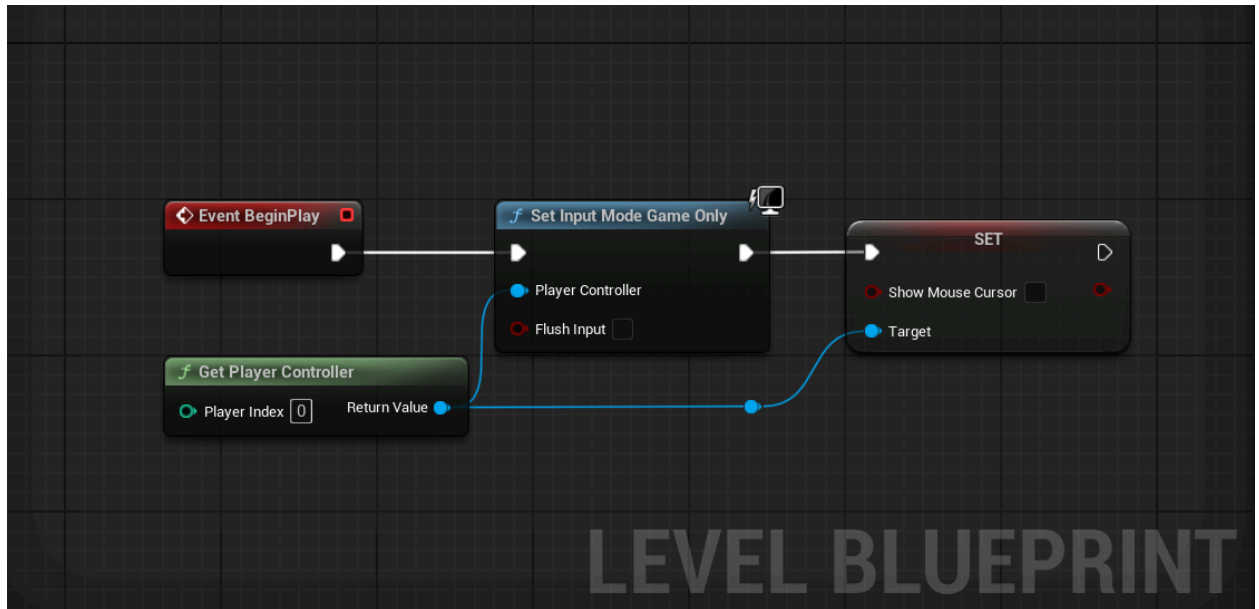 Event BeginPlay
f Set Input Mode Game Only
SET
Player Controller
Show Mouse Cursor
Flush Input
Target
f Get Player Controller
Player Index 0 Return Value
LEVEL BLUEPRINT